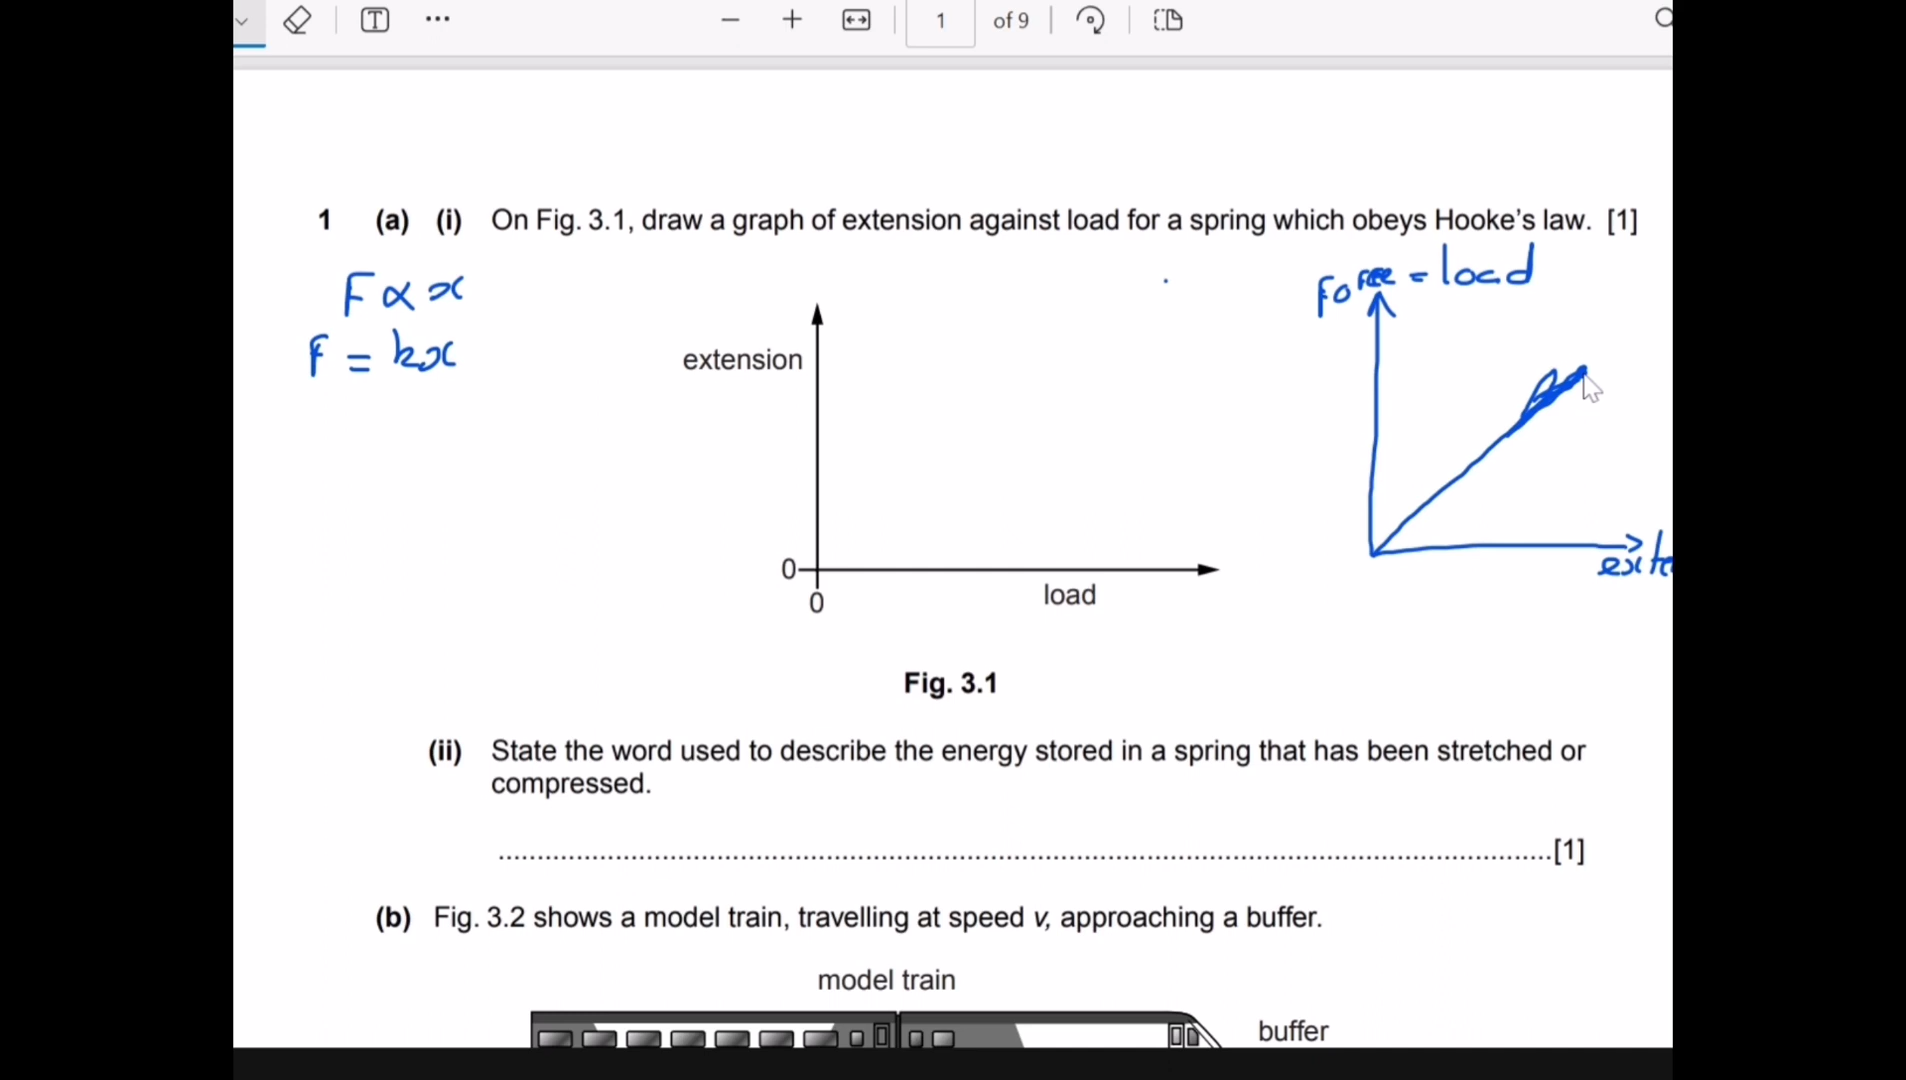 1 of 9
1 (a) (i) On Fig. 3.1, draw a graph of extension against load for a spring which obeys Hooke’s law. [1]
F ∝ x
F = kx
Force = load
extension
0
0
load
exte
Fig. 3.1
(ii) State the word used to describe the energy stored in a spring that has been stretched or
compressed.
........................................................................................................................................[1]
(b) Fig. 3.2 shows a model train, travelling at speed v, approaching a buffer.
model train
buffer